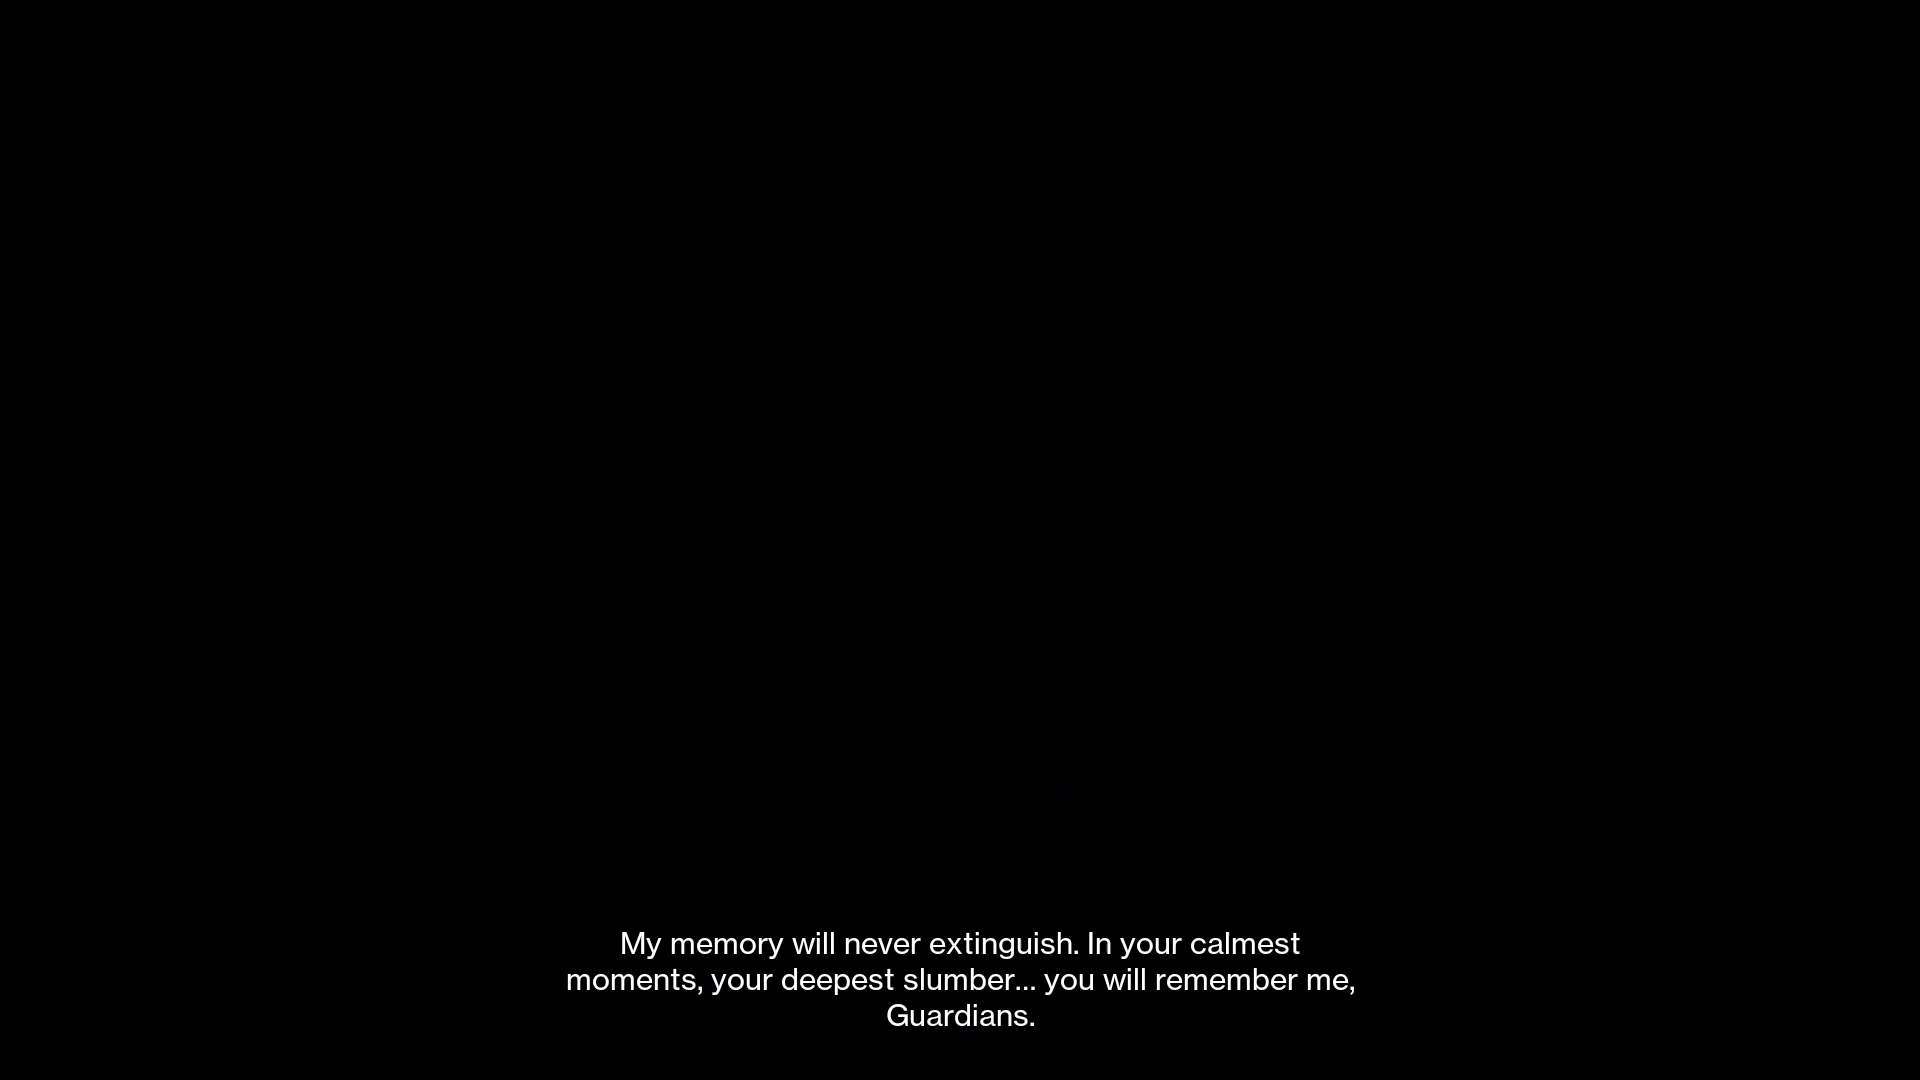 My memory will never extinguish. In your calmest
moments, your deepest slumber... you will remember me,
Guardians.